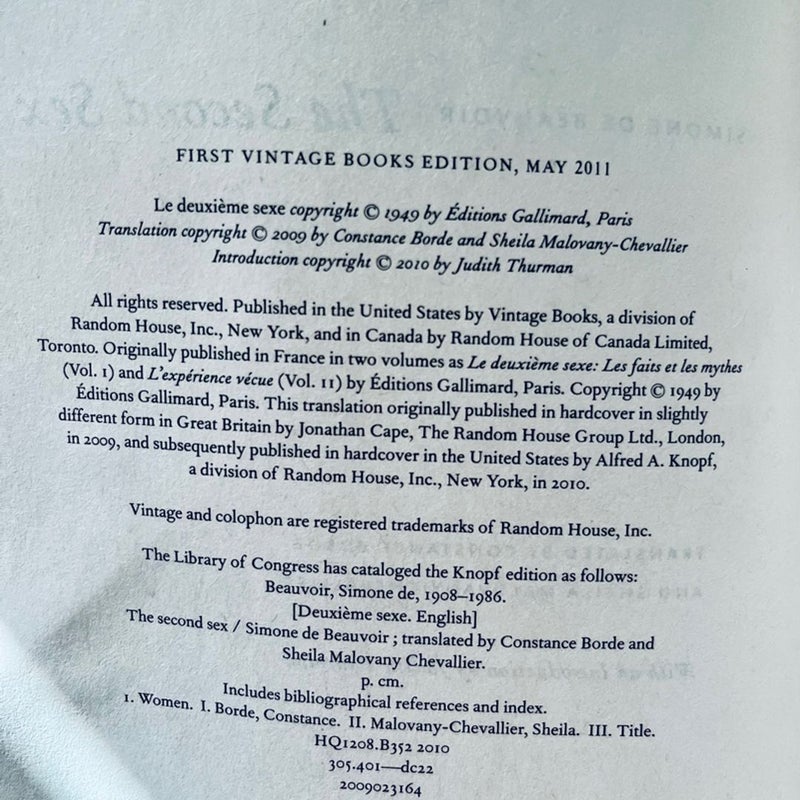 SIMONE DE BEAUVOIR The Second Sex
FIRST VINTAGE BOOKS EDITION, MAY 2011
Le deuxième sexe copyright © 1949 by Éditions Gallimard, Paris
Translation copyright © 2009 by Constance Borde and Sheila Malovany-Chevallier
Introduction copyright © 2010 by Judith Thurman
All rights reserved. Published in the United States by Vintage Books, a division of
Random House, Inc., New York, and in Canada by Random House of Canada Limited,
Toronto. Originally published in France in two volumes as Le deuxième sexe: Les faits et les mythes
(Vol. I) and L'expérience vécue (Vol. II) by Éditions Gallimard, Paris. Copyright © 1949 by
Éditions Gallimard, Paris. This translation originally published in hardcover in slightly
different form in Great Britain by Jonathan Cape, The Random House Group Ltd., London,
in 2009, and subsequently published in hardcover in the United States by Alfred A. Knopf,
a division of Random House, Inc., New York, in 2010.
Vintage and colophon are registered trademarks of Random House, Inc.
The Library of Congress has cataloged the Knopf edition as follows:
Beauvoir, Simone de, 1908–1986.
[Deuxième sexe. English]
The second sex / Simone de Beauvoir ; translated by Constance Borde and
Sheila Malovany Chevallier.
p. cm.
Includes bibliographical references and index.
1. Women. I. Borde, Constance. II. Malovany-Chevallier, Sheila. III. Title.
HQ1208.B352 2010
305.401—dc22
2009023164